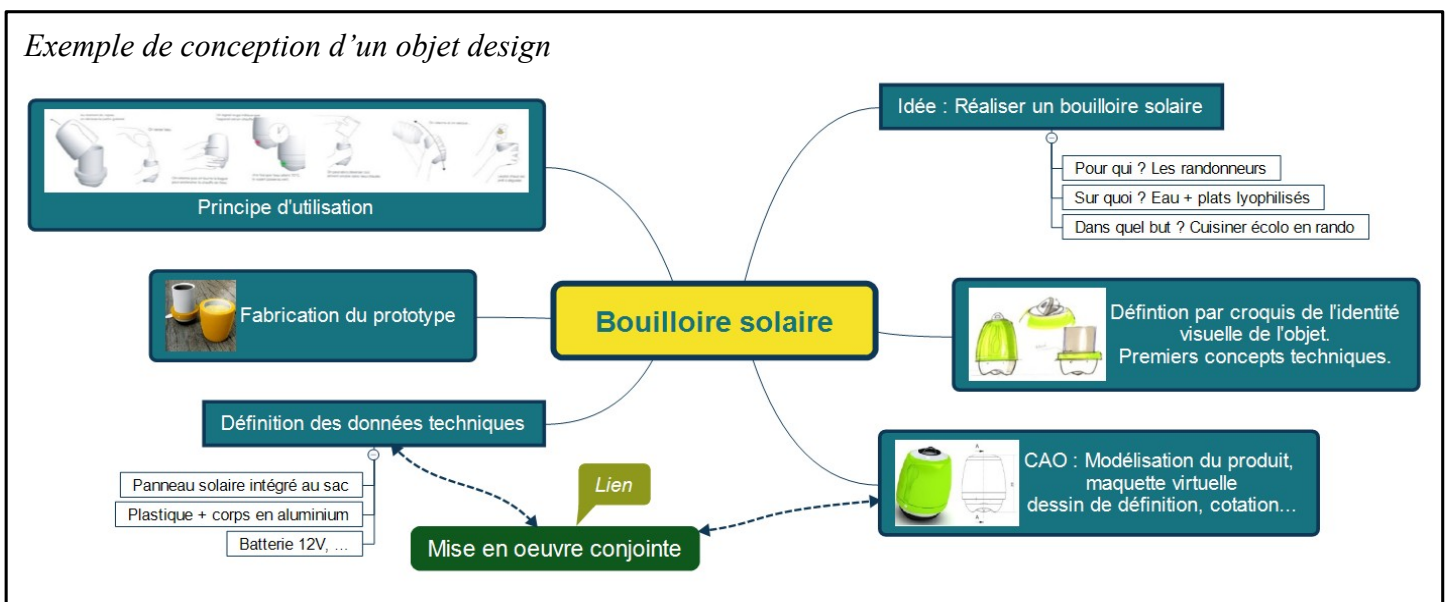 Exemple de conception d’un objet design
Idée : Réaliser un bouilloire solaire
Pour qui ? Les randonneurs
Sur quoi ? Eau + plats lyophilisés
Dans quel but ? Cuisiner écolo en rando
Défintion par croquis de l'identité
visuelle de l'objet.
Premiers concepts techniques.
A
A
CAO : Modélisation du produit,
maquette virtuelle
dessin de définition, cotation…
Bouilloire solaire
Principe d'utilisation
Fabrication du prototype
Définition des données techniques
Panneau solaire intégré au sac
Plastique + corps en aluminium
Batterie 12V, …
Lien
Mise en oeuvre conjointe